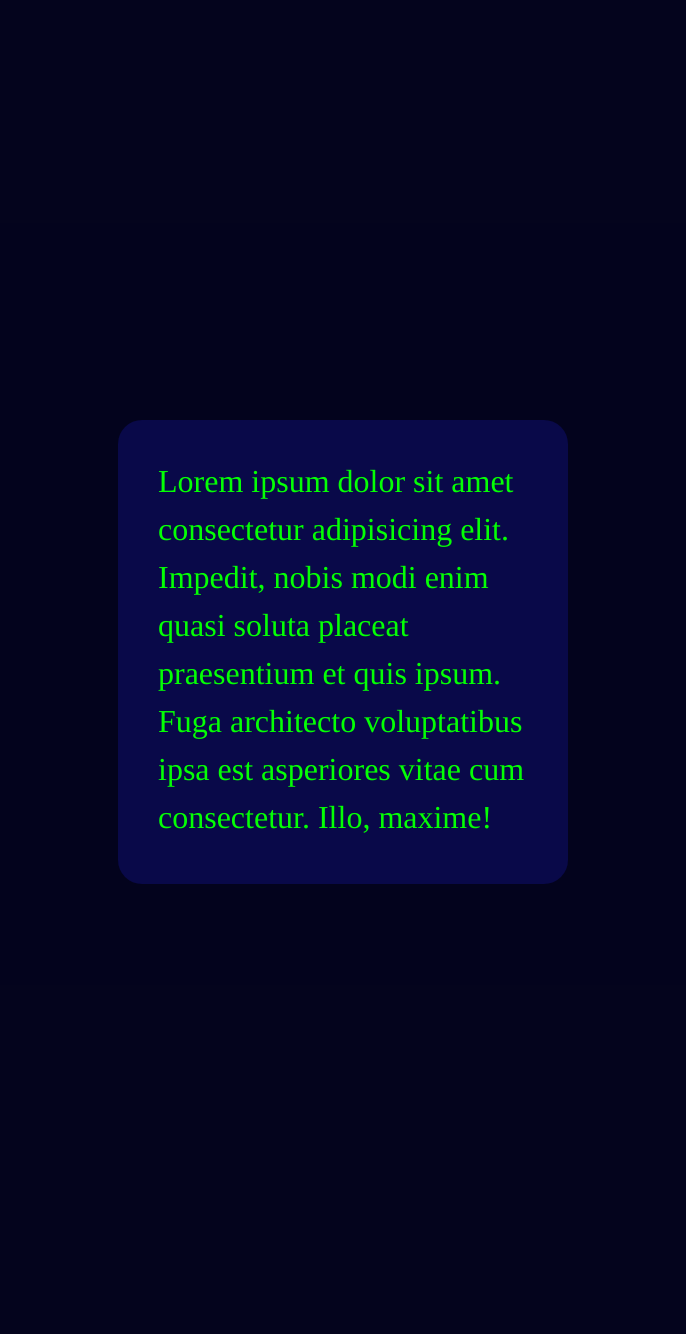 Lorem ipsum dolor sit amet
consectetur adipisicing elit.
Impedit, nobis modi enim
quasi soluta placeat
praesentium et quis ipsum.
Fuga architecto voluptatibus
ipsa est asperiores vitae cum
consectetur. Illo, maxime!